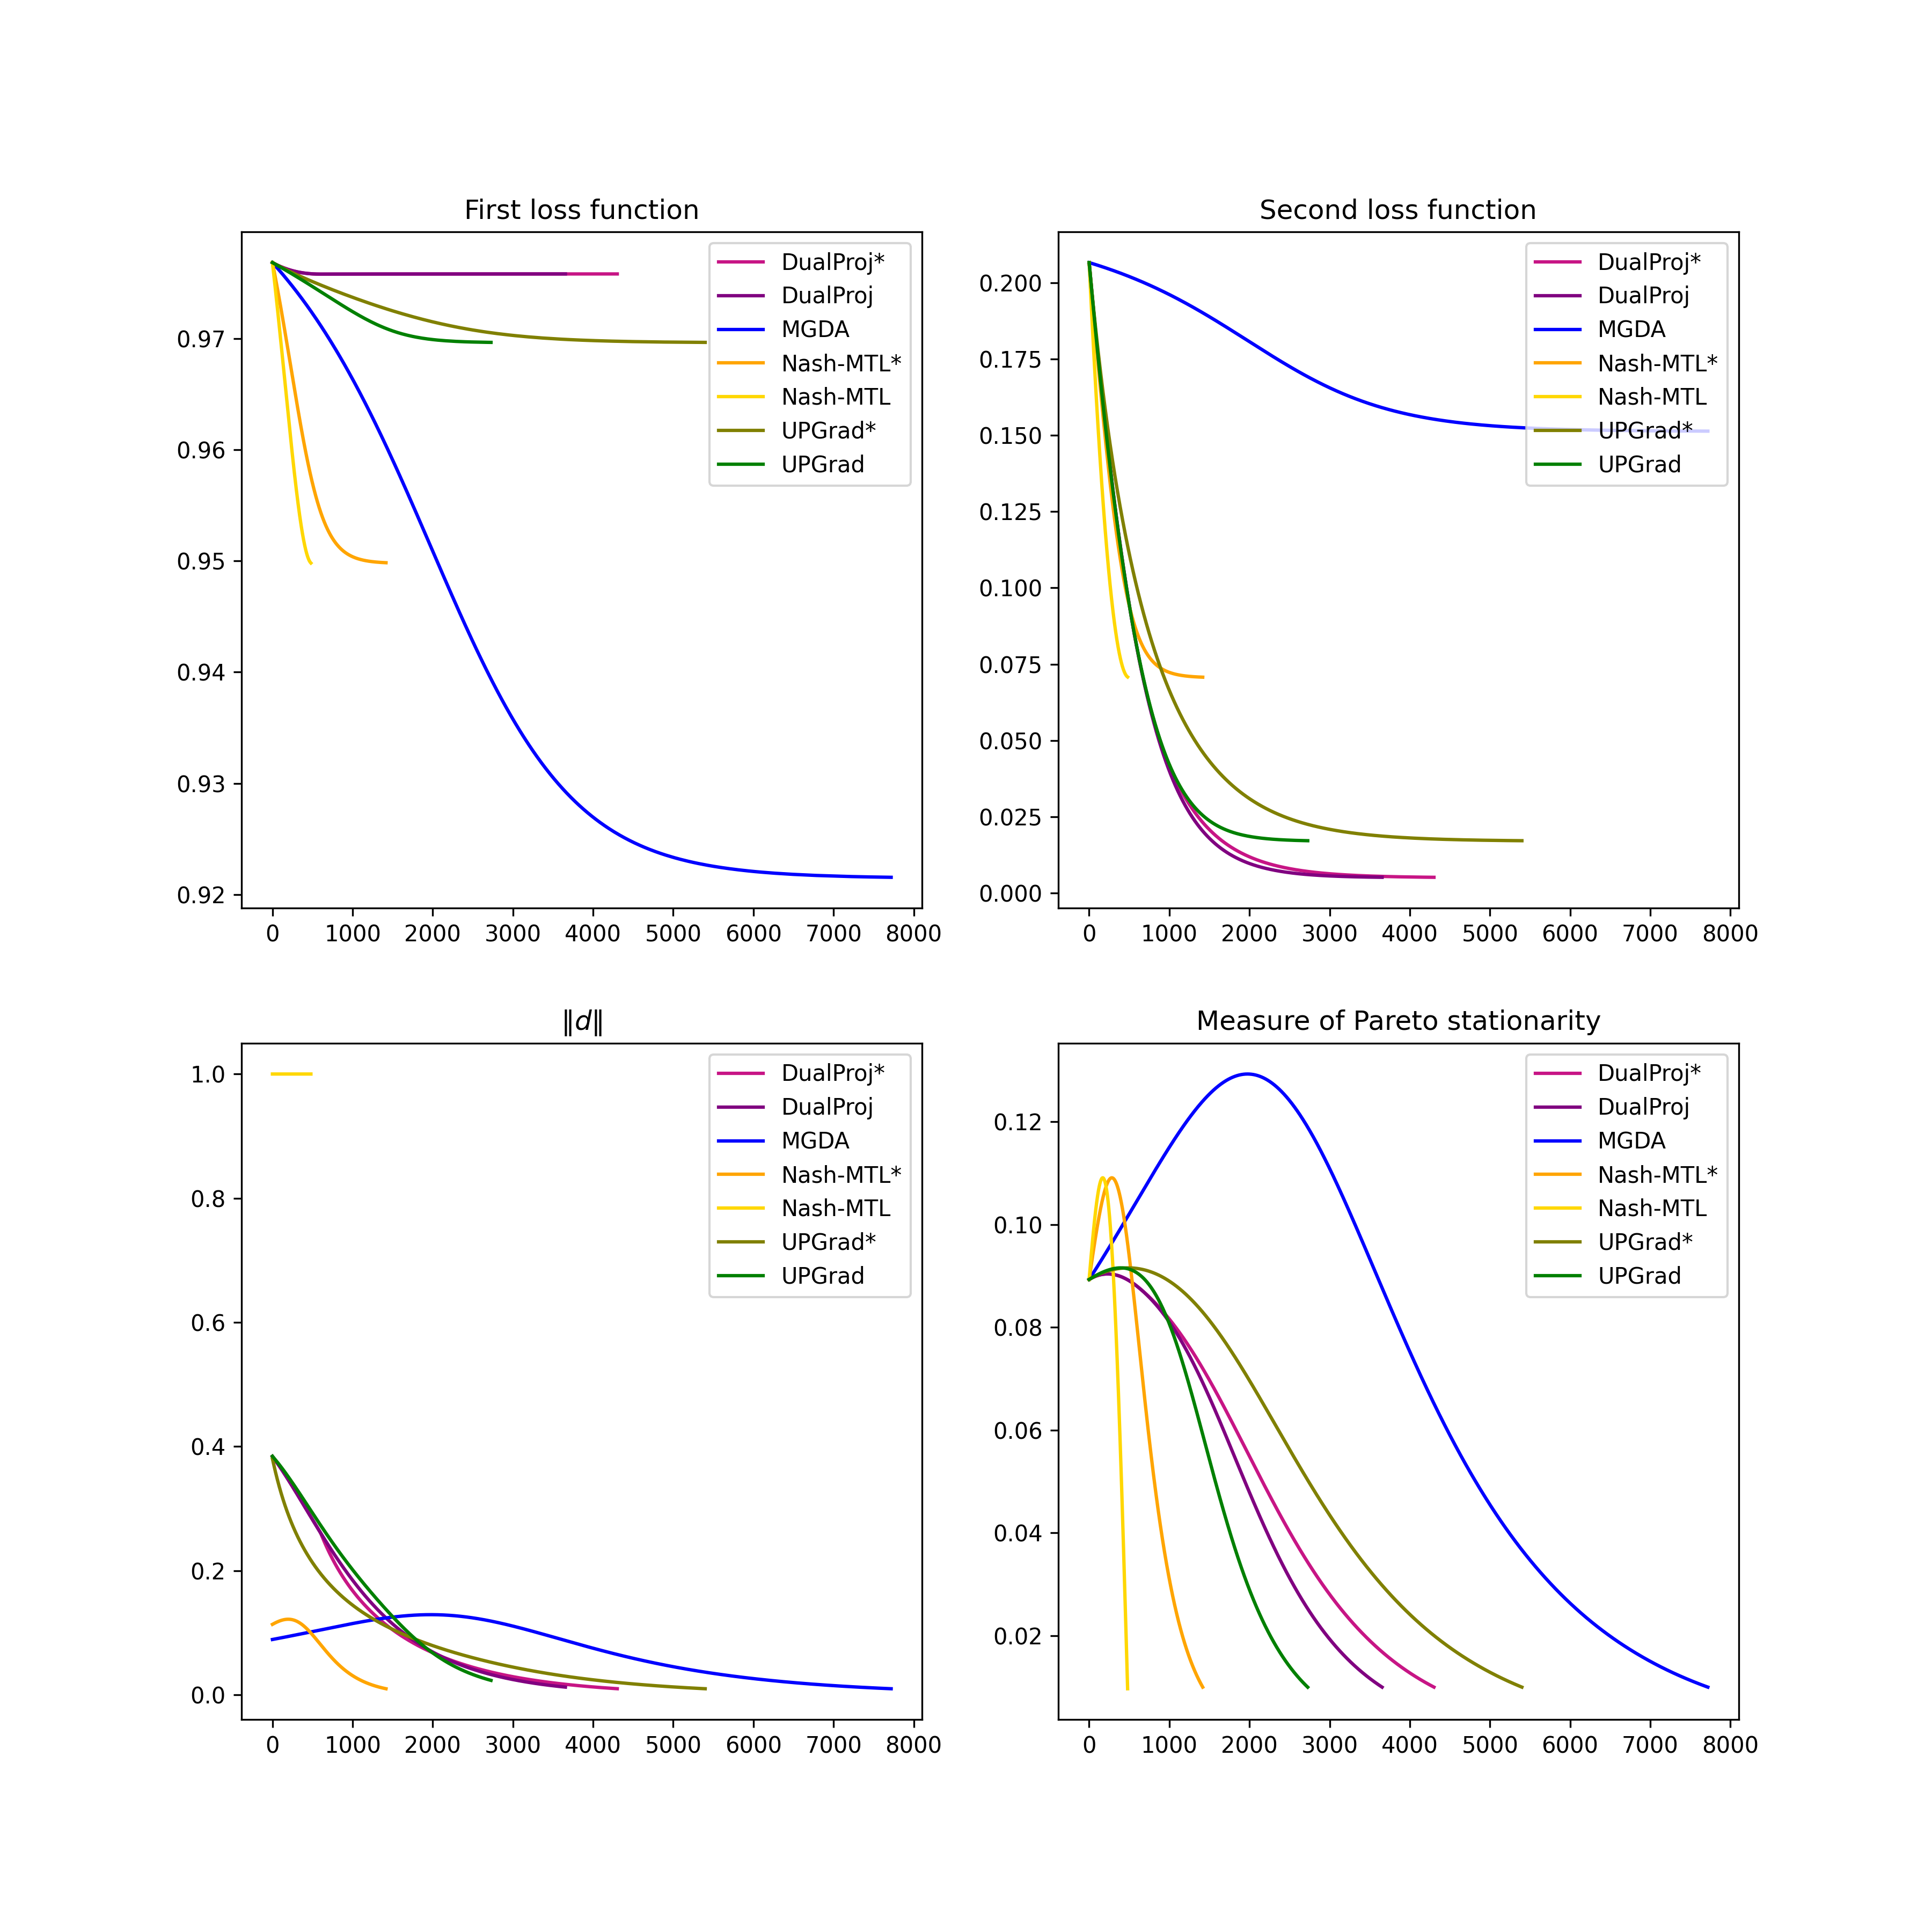 First loss function
0.97
0.96
0.95
0.94
0.93
0.92
0
1000
2000
3000
4000
5000
6000
7000
8000
DualProj*
DualProj
MGDA
Nash-MTL*
Nash-MTL
UPGrad*
UPGrad
Second loss function
0.200
0.175
0.150
0.125
0.100
0.075
0.050
0.025
0.000
0
1000
2000
3000
4000
5000
6000
7000
8000
DualProj*
DualProj
MGDA
Nash-MTL*
Nash-MTL
UPGrad*
UPGrad
‖d‖
1.0
0.8
0.6
0.4
0.2
0.0
0
1000
2000
3000
4000
5000
6000
7000
8000
DualProj*
DualProj
MGDA
Nash-MTL*
Nash-MTL
UPGrad*
UPGrad
Measure of Pareto stationarity
0.12
0.10
0.08
0.06
0.04
0.02
0
1000
2000
3000
4000
5000
6000
7000
8000
DualProj*
DualProj
MGDA
Nash-MTL*
Nash-MTL
UPGrad*
UPGrad